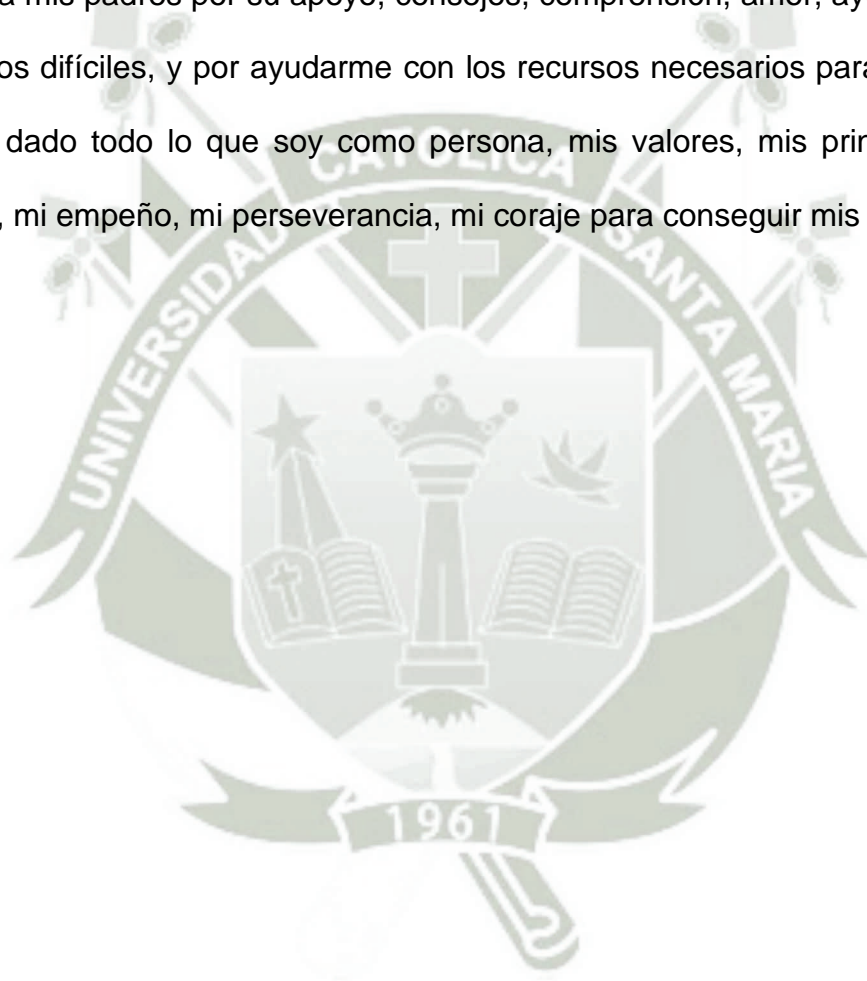 a mis padres por su apoyo, consejos, comprensión, amor,
os difíciles, y por ayudarme con los recursos necesarios para
dado todo lo que soy como persona, mis valores, mis
, mi empeño, mi perseverancia, mi coraje para conseguir mis
UNIVERSIDAD CATOLICA SANTA MARIA
1961